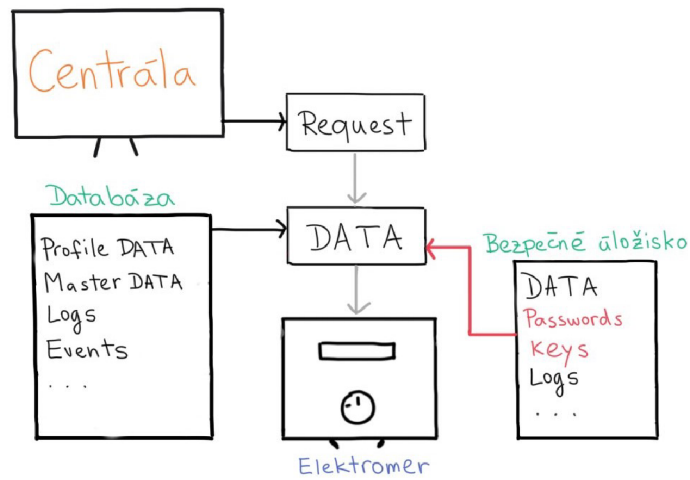 Centrála
Request
Databáza
Profile DATA
Master DATA
Logs
Events
...
DATA
Bezpečné úložisko
DATA
Passwords
Keys
Logs
...
Elektromer